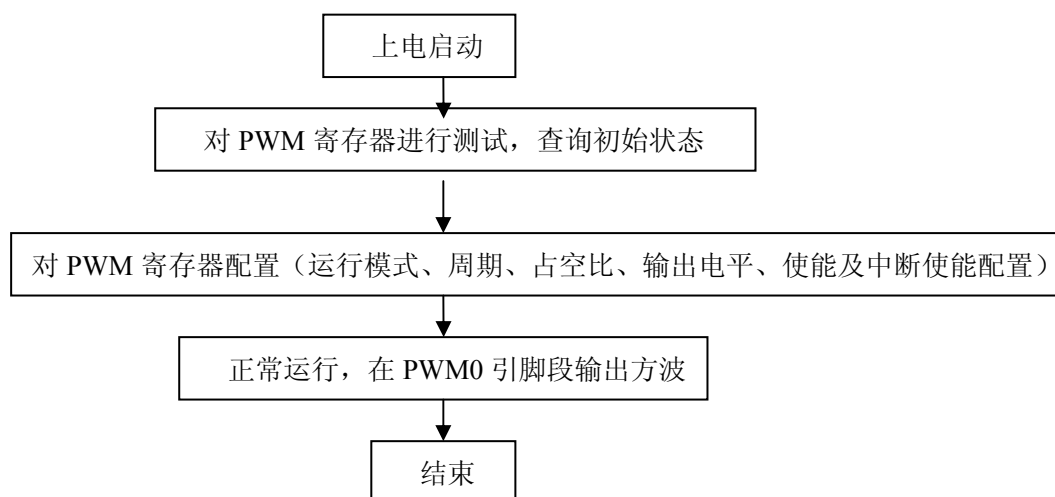 上电启动
对 PWM 寄存器进行测试，查询初始状态
对 PWM 寄存器配置（运行模式、周期、占空比、输出电平、使能及中断使能配置）
正常运行，在 PWM0 引脚段输出方波
结束